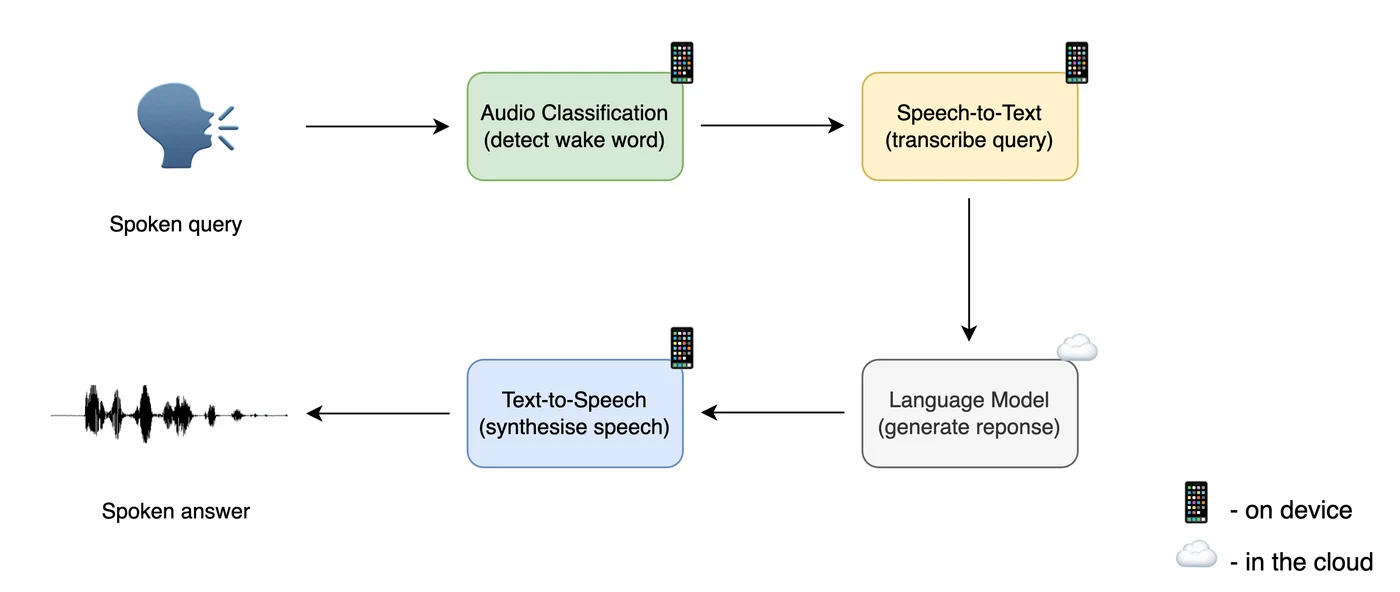 Audio Classification
(detect wake word)
Speech-to-Text
(transcribe query)
Spoken query
Text-to-Speech
(synthesise speech)
Language Model
(generate reponse)
Spoken answer
- on device
- in the cloud